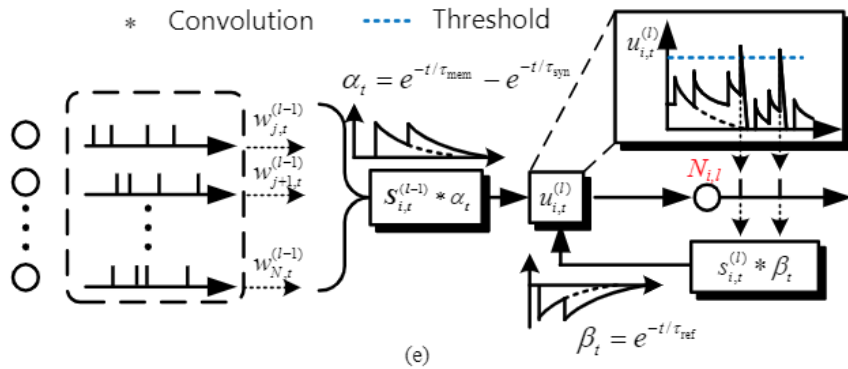 * Convolution
Threshold
u_{i,t}^{(l)}
α_t = e^{-t/τ_mem} − e^{-t/τ_syn}
w_{j,t}^{(l-1)}
w_{j+1,t}^{(l-1)}
w_{N,t}^{(l-1)}
S_{i,t}^{(l-1)} * α_t
u_{i,t}^{(l)}
N_{i,l}
s_{i,t}^{(l)} * β_t
β_t = e^{-t/τ_ref}
(e)